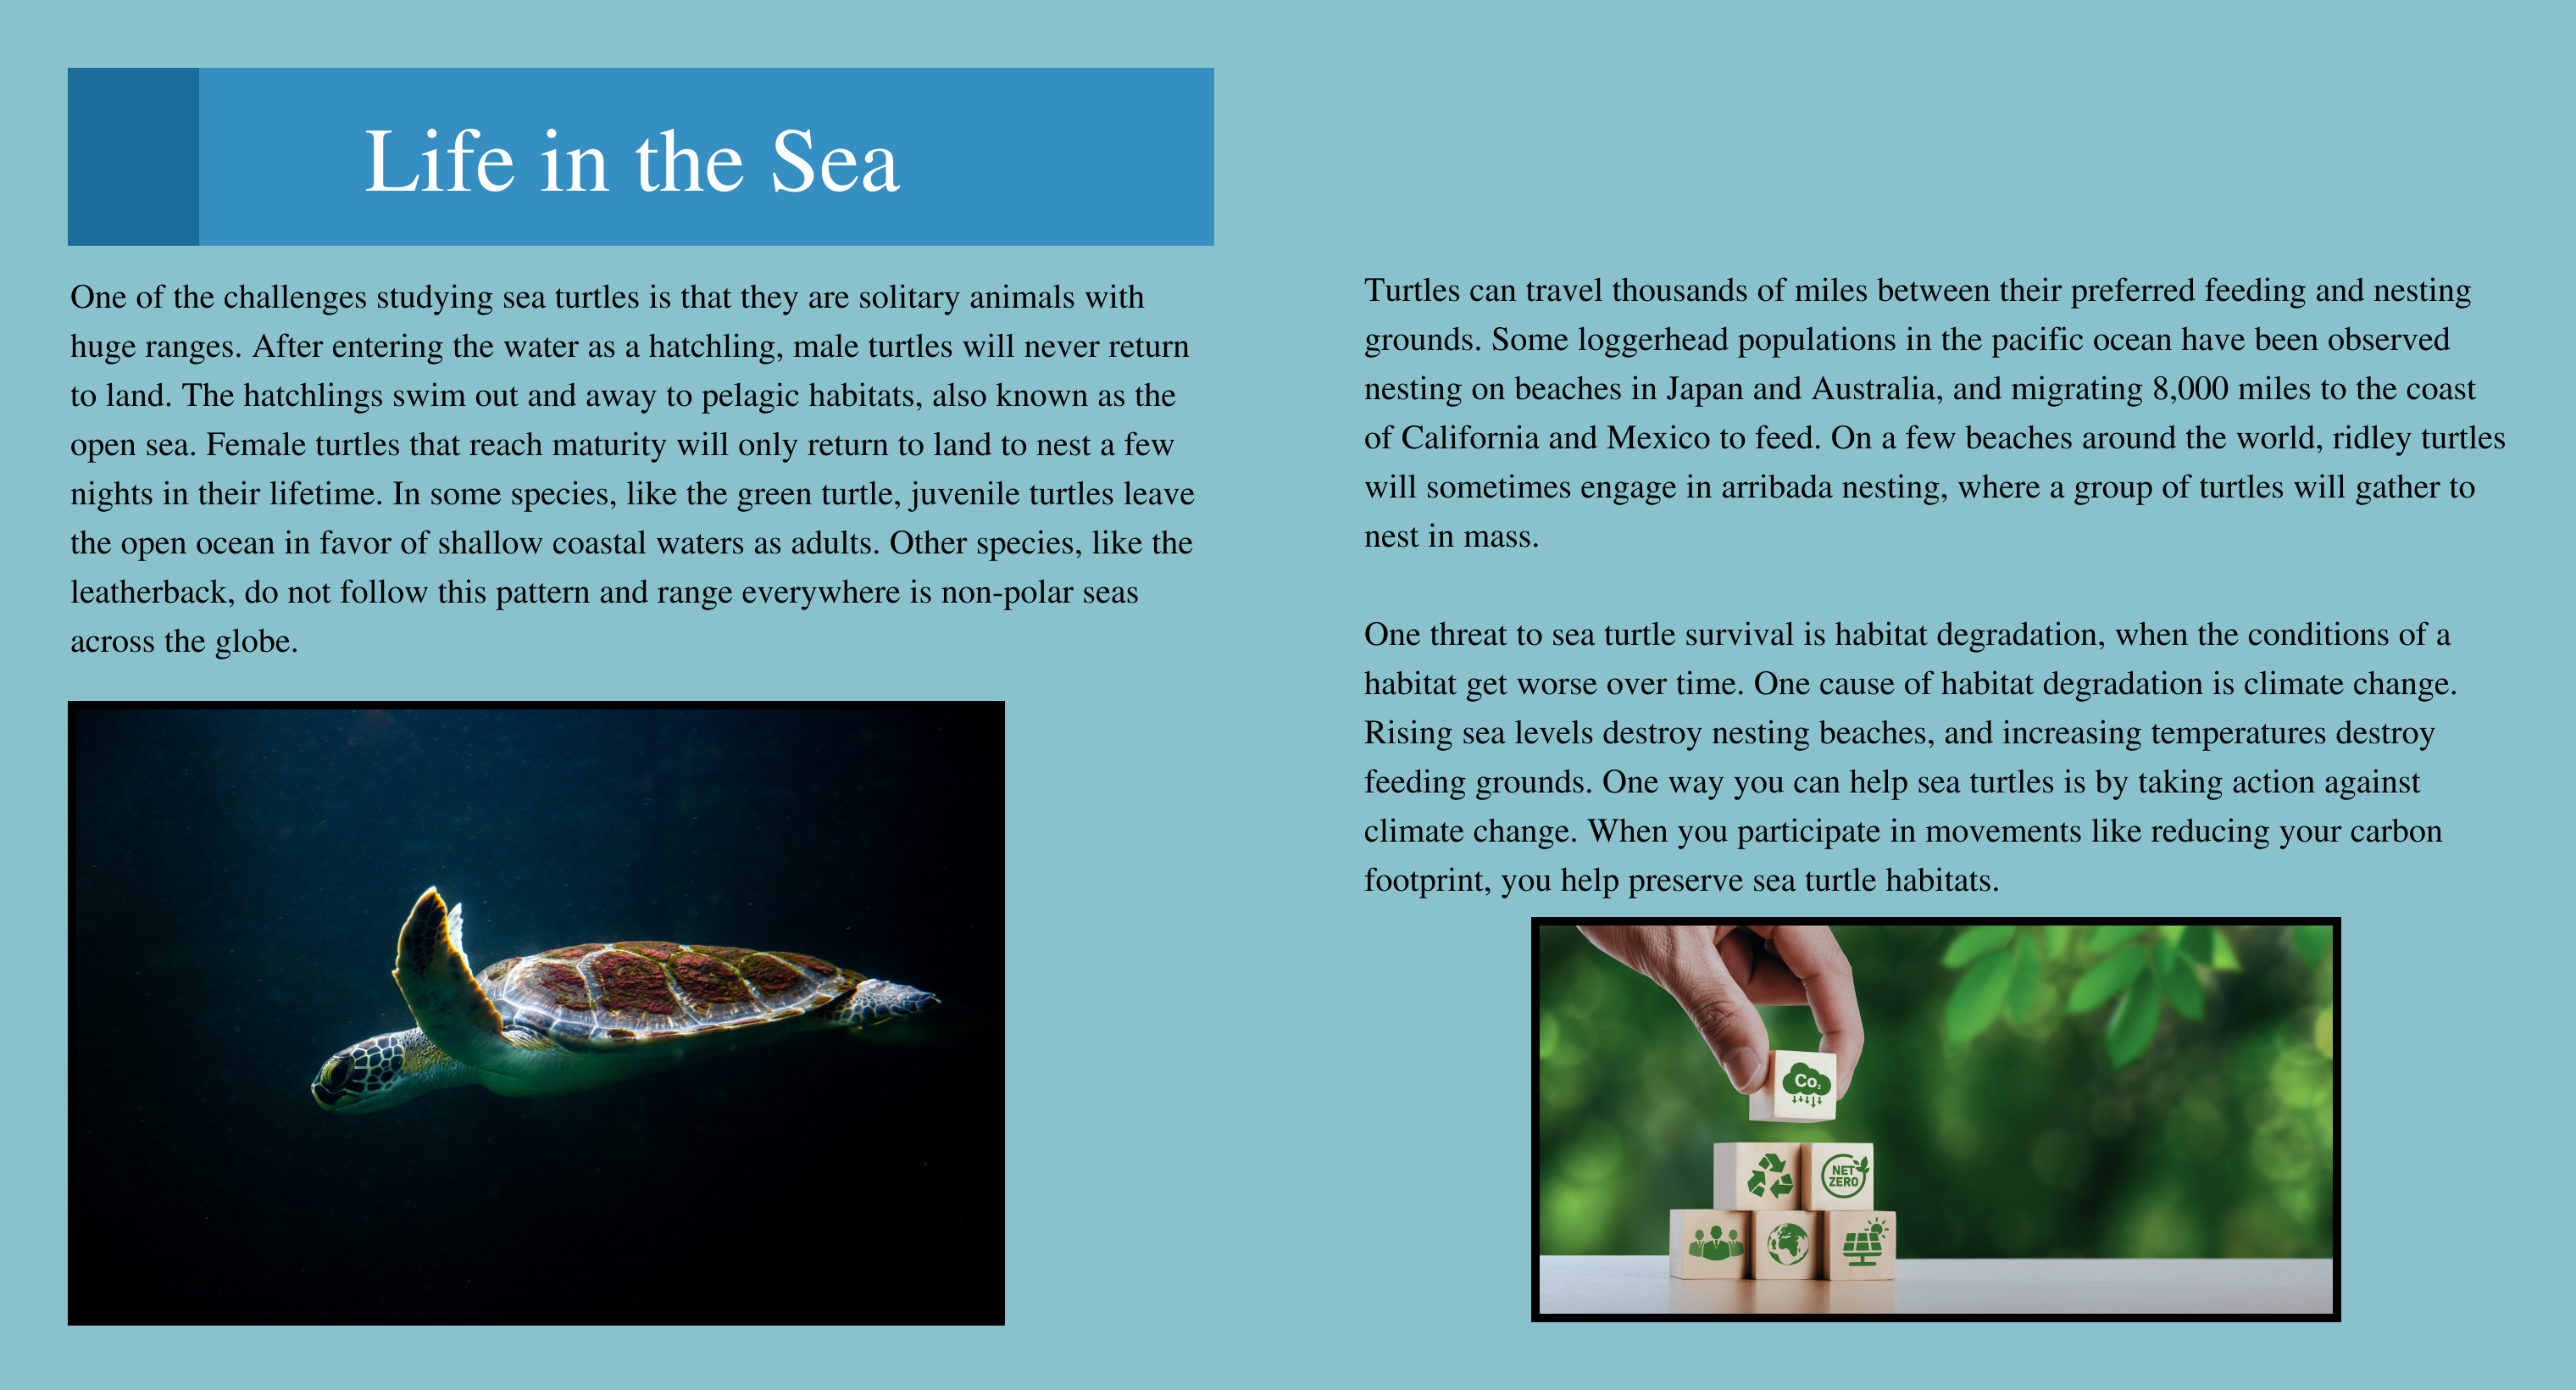 Life in the Sea
One of the challenges studying sea turtles is that they are solitary animals with
huge ranges. After entering the water as a hatchling, male turtles will never return
to land. The hatchlings swim out and away to pelagic habitats, also known as the
open sea. Female turtles that reach maturity will only return to land to nest a few
nights in their lifetime. In some species, like the green turtle, juvenile turtles leave
the open ocean in favor of shallow coastal waters as adults. Other species, like the
leatherback, do not follow this pattern and range everywhere is non-polar seas
across the globe.
Turtles can travel thousands of miles between their preferred feeding and nesting
grounds. Some loggerhead populations in the pacific ocean have been observed
nesting on beaches in Japan and Australia, and migrating 8,000 miles to the coast
of California and Mexico to feed. On a few beaches around the world, ridley turtles
will sometimes engage in arribada nesting, where a group of turtles will gather to
nest in mass.
One threat to sea turtle survival is habitat degradation, when the conditions of a
habitat get worse over time. One cause of habitat degradation is climate change.
Rising sea levels destroy nesting beaches, and increasing temperatures destroy
feeding grounds. One way you can help sea turtles is by taking action against
climate change. When you participate in movements like reducing your carbon
footprint, you help preserve sea turtle habitats.
Co₂
NET
ZERO